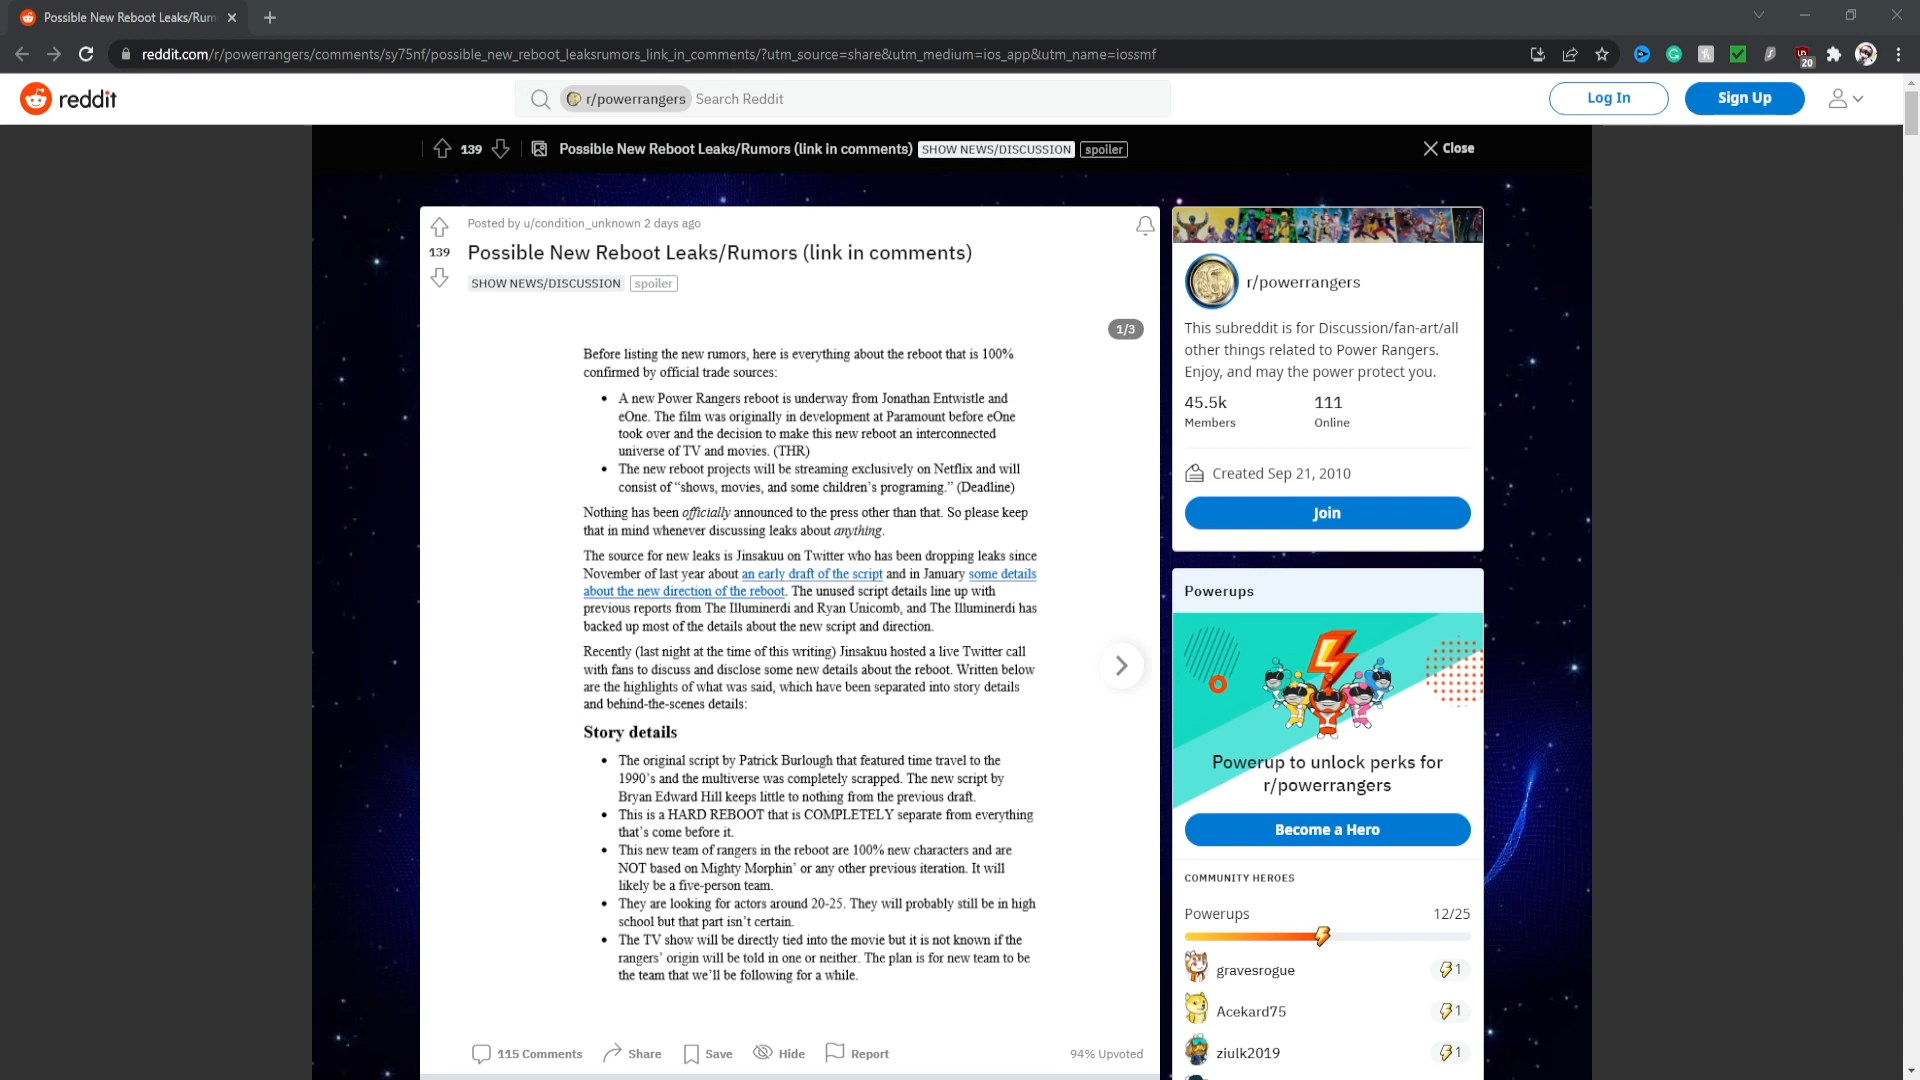 Possible New Reboot Leaks/Rum
reddit.com/r/powerrangers/comments/sy75nf/possible_new_reboot_leaksrumors_link_in_comments/?utm_source=share&utm_medium=ios_app&utm_name=iossmf
20
reddit
r/powerrangers Search Reddit
Log In
Sign Up
139
Possible New Reboot Leaks/Rumors (link in comments) SHOW NEWS/DISCUSSION spoiler
Close
Posted by u/condition_unknown 2 days ago
139
Possible New Reboot Leaks/Rumors (link in comments)
SHOW NEWS/DISCUSSION spoiler
1/3
Before listing the new rumors, here is everything about the reboot that is 100%
confirmed by official trade sources:
• A new Power Rangers reboot is underway from Jonathan Entwistle and
eOne. The film was originally in development at Paramount before eOne
took over and the decision to make this new reboot an interconnected
universe of TV and movies. (THR)
• The new reboot projects will be streaming exclusively on Netflix and will
consist of “shows, movies, and some children’s programing.” (Deadline)
Nothing has been officially announced to the press other than that. So please keep
that in mind whenever discussing leaks about anything.
The source for new leaks is Jinsakuu on Twitter who has been dropping leaks since
November of last year about an early draft of the script and in January some details
about the new direction of the reboot. The unused script details line up with
previous reports from The Illuminerdi and Ryan Unicomb, and The Illuminerdi has
backed up most of the details about the new script and direction.
Recently (last night at the time of this writing) Jinsakuu hosted a live Twitter call
with fans to discuss and disclose some new details about the reboot. Written below
are the highlights of what was said, which have been separated into story details
and behind-the-scenes details:
Story details
• The original script by Patrick Burlough that featured time travel to the
1990’s and the multiverse was completely scrapped. The new script by
Bryan Edward Hill keeps little to nothing from the previous draft.
• This is a HARD REBOOT that is COMPLETELY separate from everything
that’s come before it.
• This new team of rangers in the reboot are 100% new characters and are
NOT based on Mighty Morphin’ or any other previous iteration. It will
likely be a five-person team.
• They are looking for actors around 20-25. They will probably still be in high
school but that part isn’t certain.
• The TV show will be directly tied into the movie but it is not known if the
rangers’ origin will be told in one or neither. The plan is for new team to be
the team that we’ll be following for a while.
115 Comments
Share
Save
Hide
Report
94% Upvoted
r/powerrangers
This subreddit is for Discussion/fan-art/all
other things related to Power Rangers.
Enjoy, and may the power protect you.
45.5k 111
Members Online
Created Sep 21, 2010
Join
Powerups
Powerup to unlock perks for
r/powerrangers
Become a Hero
COMMUNITY HEROES
Powerups 12/25
gravesrogue 1
Acekard75 1
ziulk2019 1